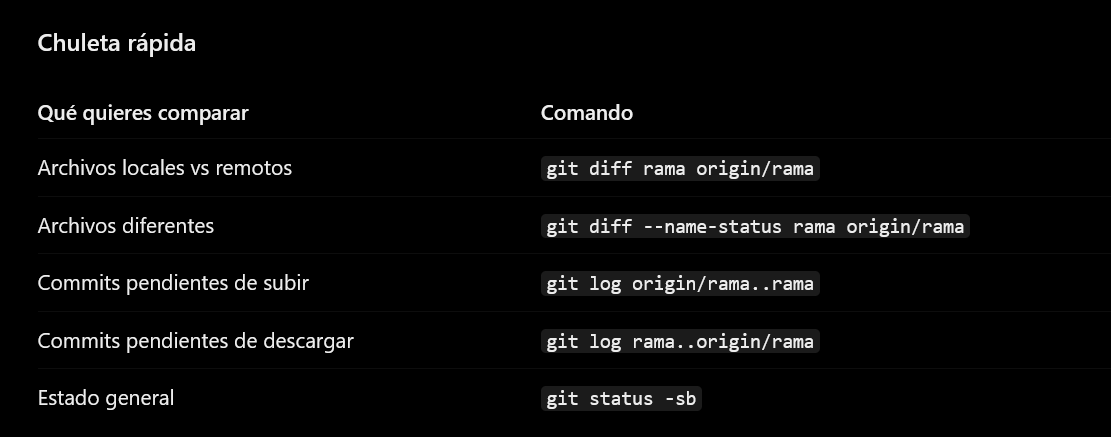 Chuleta rápida
Qué quieres comparar Comando
Archivos locales vs remotos git diff rama origin/rama
Archivos diferentes git diff --name-status rama origin/rama
Commits pendientes de subir git log origin/rama..rama
Commits pendientes de descargar git log rama..origin/rama
Estado general git status -sb